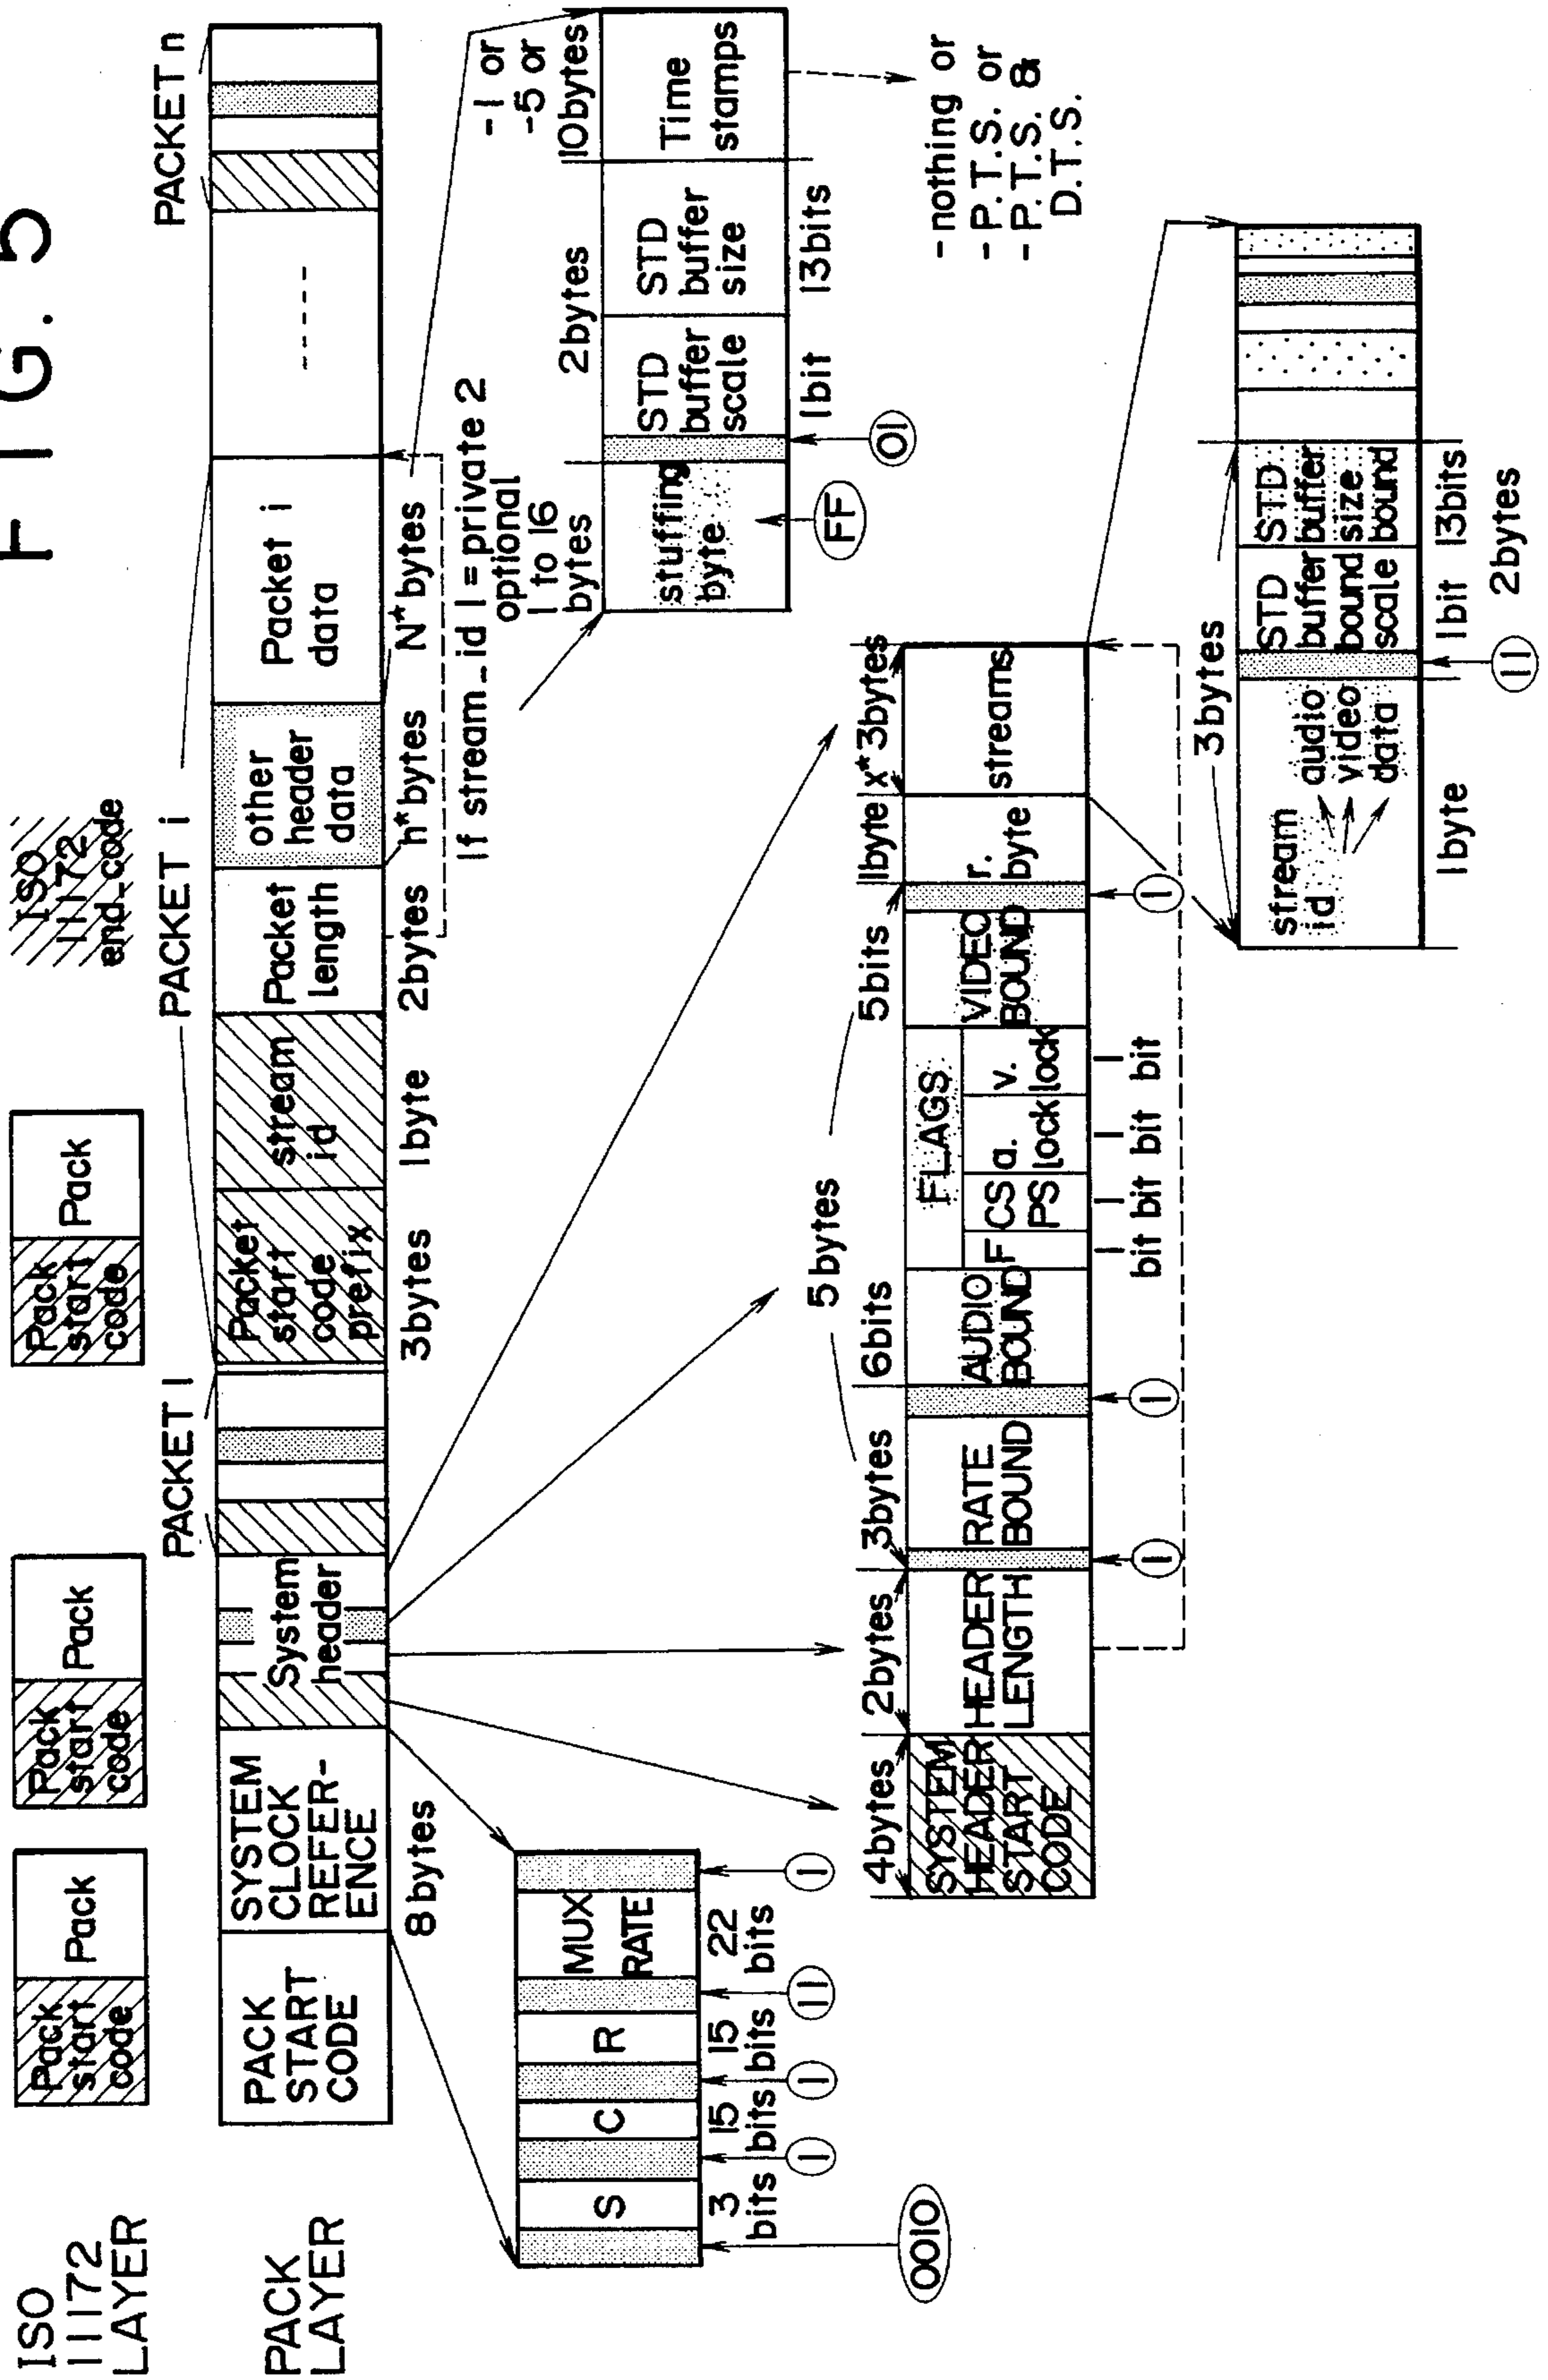 FIG. 5
ISO
11172
LAYER
Pack
start
code
Pack
Pack
start
code
Pack
Pack
start
code
Pack
ISO
11172-
end_code
PACK
LAYER
PACKET 1
PACKET i
PACKET n
PACK
START
CODE
SYSTEM
CLOCK
REFER-
ENCE
System
header
Packet
start
code
prefix
stream
id
Packet
length
other
header
data
Packet i
data
8bytes
3bytes
1byte
2bytes
h*bytes
N*bytes
If stream_id 1=private 2
optional
1 to 16
bytes
2bytes
-1 or
-5 or
10bytes
stuffing
byte
STD
buffer
scale
STD
buffer
size
Time
stamps
FF
01
1bit
13bits
-nothing or
-P.T.S. or
-P.T.S. &
D.T.S.
S
C
R
MUX
RATE
3
bits
15
bits
15
bits
22
bits
0010
1
1
11
1
5bytes
4bytes
2bytes
3bytes
6bits
5bits
1byte
x*3bytes
SYSTEM
HEADER
START
CODE
HEADER
LENGTH
RATE
BOUND
AUDIO
BOUND
FLAGS
F
CS
PS
a.
lock
v.
lock
VIDEO
BOUND
r.
byte
streams
1
1
bit bit bit bit
1
3bytes
stream
id
audio
video
data
STD
buffer
bound
scale
STD
buffer
size
bound
1byte
11
1bit
13bits
2bytes